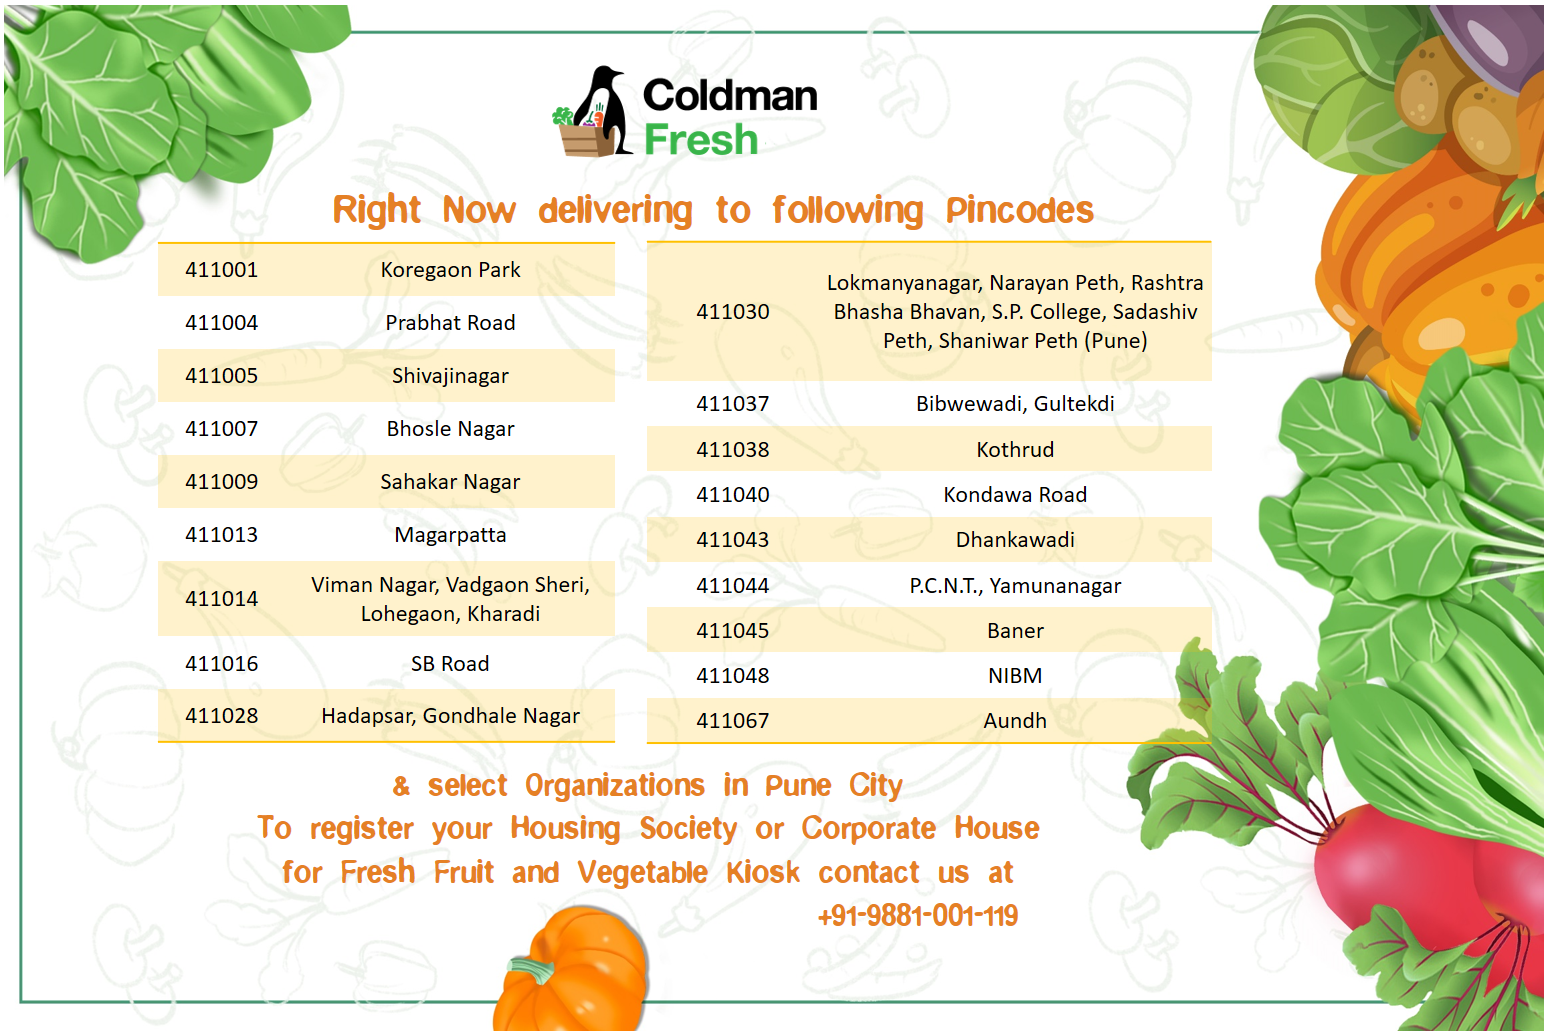 Coldman
Fresh
Right Now delivering to following Pincodes
411001 Koregaon Park
411004 Prabhat Road
411005 Shivajinagar
411007 Bhosle Nagar
411009 Sahakar Nagar
411013 Magarpatta
411014 Viman Nagar, Vadgaon Sheri,
Lohegaon, Kharadi
411016 SB Road
411028 Hadapsar, Gondhale Nagar
411030 Lokmanyanagar, Narayan Peth, Rashtra
Bhasha Bhavan, S.P. College, Sadashiv
Peth, Shaniwar Peth (Pune)
411037 Bibwewadi, Gultekdi
411038 Kothrud
411040 Kondawa Road
411043 Dhankawadi
411044 P.C.N.T., Yamunanagar
411045 Baner
411048 NIBM
411067 Aundh
& select Organizations in Pune City
To register your Housing Society or Corporate House
for Fresh Fruit and Vegetable Kiosk contact us at
+91-9881-001-119